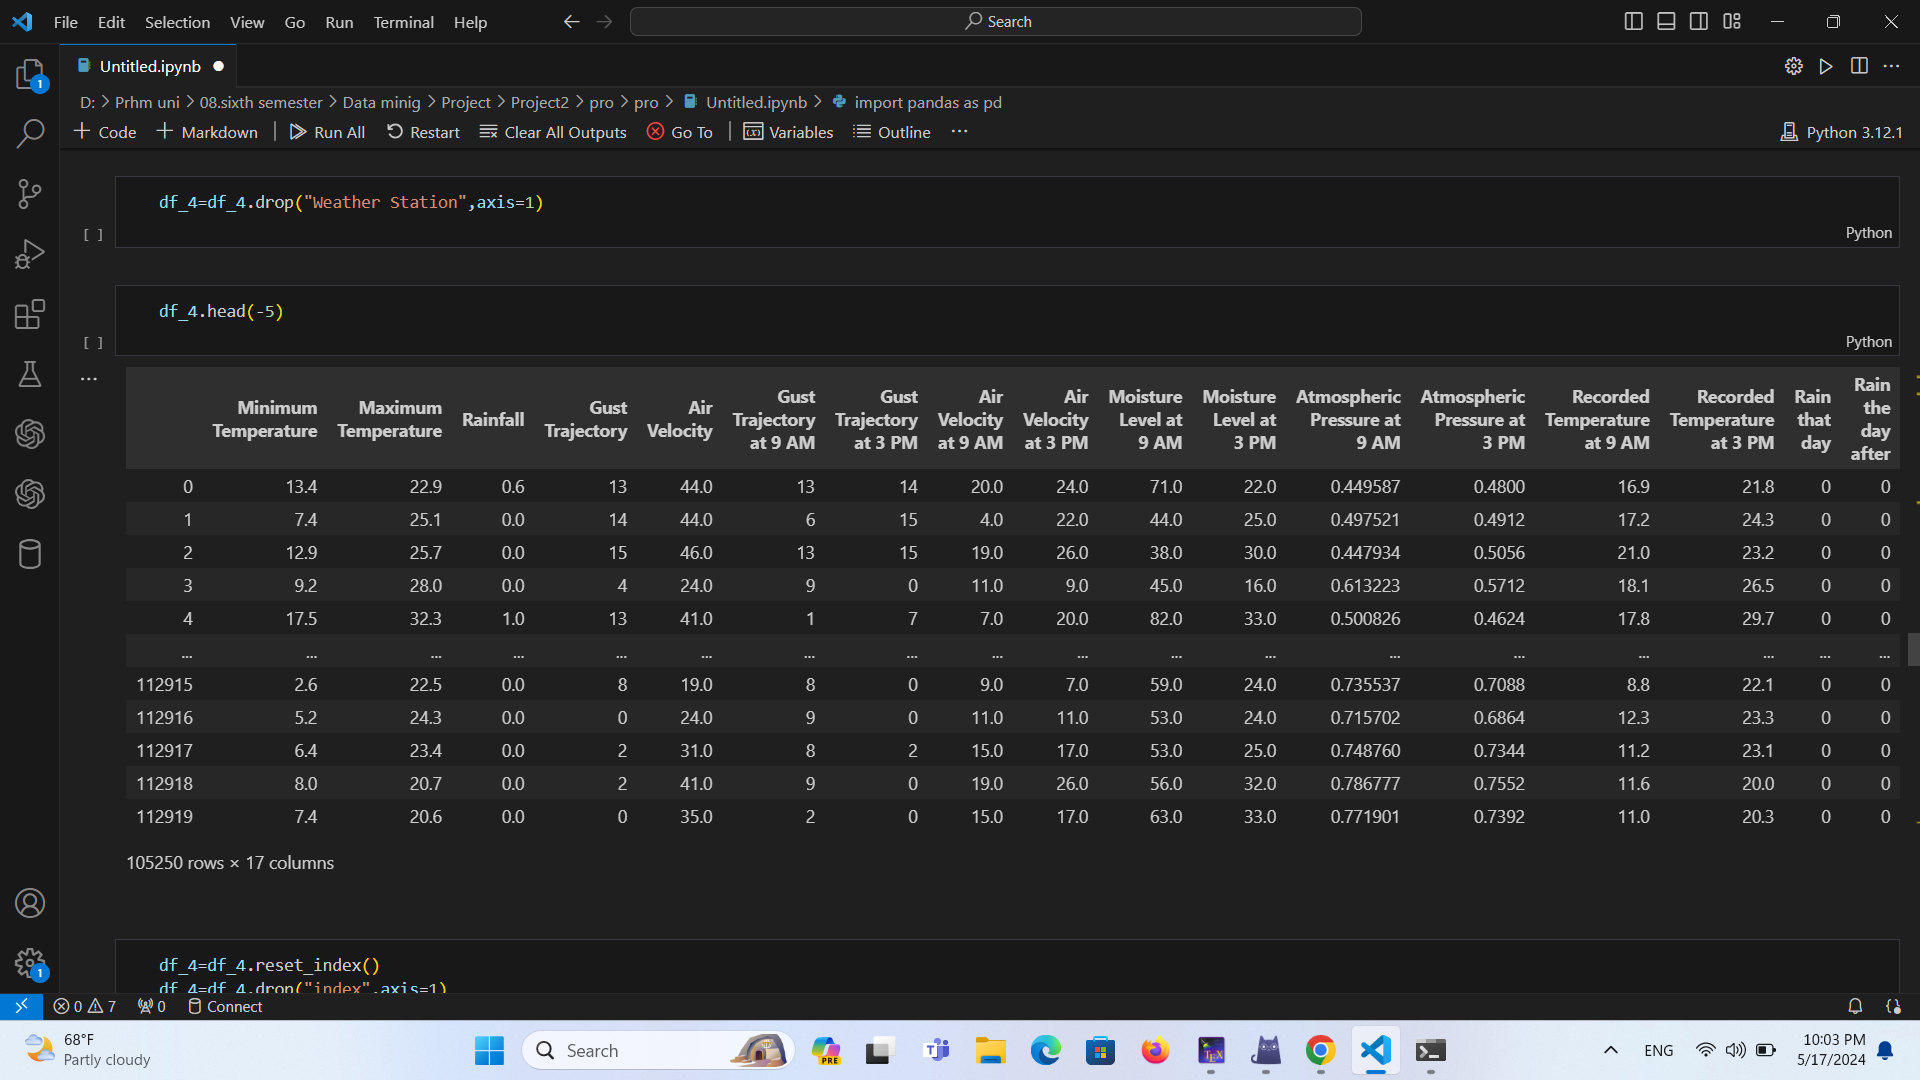 File Edit Selection View Go Run Terminal Help
Search
Untitled.ipynb
D: > Prhm uni > 08.sixth semester > Data minig > Project > Project2 > pro > pro > Untitled.ipynb > import pandas as pd
+ Code + Markdown | Run All Restart Clear All Outputs Go To | Variables Outline ... Python 3.12.1
1
df_4=df_4.drop("Weather Station",axis=1)
[ ]
Python
df_4.head(-5)
[ ]
Python
...
Minimum Temperature Maximum Temperature Rainfall Gust Trajectory Air Velocity Gust Trajectory at 9 AM Gust Trajectory at 3 PM Air Velocity at 9 AM Air Velocity at 3 PM Moisture Level at 9 AM Moisture Level at 3 PM Atmospheric Pressure at 9 AM Atmospheric Pressure at 3 PM Recorded Temperature at 9 AM Recorded Temperature at 3 PM Rain that day Rain the day after
0 13.4 22.9 0.6 13 44.0 13 14 20.0 24.0 71.0 22.0 0.449587 0.4800 16.9 21.8 0 0
1 7.4 25.1 0.0 14 44.0 6 15 4.0 22.0 44.0 25.0 0.497521 0.4912 17.2 24.3 0 0
2 12.9 25.7 0.0 15 46.0 13 15 19.0 26.0 38.0 30.0 0.447934 0.5056 21.0 23.2 0 0
3 9.2 28.0 0.0 4 24.0 9 0 11.0 9.0 45.0 16.0 0.613223 0.5712 18.1 26.5 0 0
4 17.5 32.3 1.0 13 41.0 1 7 7.0 20.0 82.0 33.0 0.500826 0.4624 17.8 29.7 0 0
... ... ... ... ... ... ... ... ... ... ... ... ... ... ... ... ... ...
112915 2.6 22.5 0.0 8 19.0 8 0 9.0 7.0 59.0 24.0 0.735537 0.7088 8.8 22.1 0 0
112916 5.2 24.3 0.0 0 24.0 9 0 11.0 11.0 53.0 24.0 0.715702 0.6864 12.3 23.3 0 0
112917 6.4 23.4 0.0 2 31.0 8 2 15.0 17.0 53.0 25.0 0.748760 0.7344 11.2 23.1 0 0
112918 8.0 20.7 0.0 2 41.0 9 0 19.0 26.0 56.0 32.0 0.786777 0.7552 11.6 20.0 0 0
112919 7.4 20.6 0.0 0 35.0 2 0 15.0 17.0 63.0 33.0 0.771901 0.7392 11.0 20.3 0 0
105250 rows × 17 columns
df_4=df_4.reset_index()
df_4=df_4.drop("index",axis=1)
1
0 7 0 Connect
68°F
Partly cloudy
Search
PRE
ENG
10:03 PM
5/17/2024